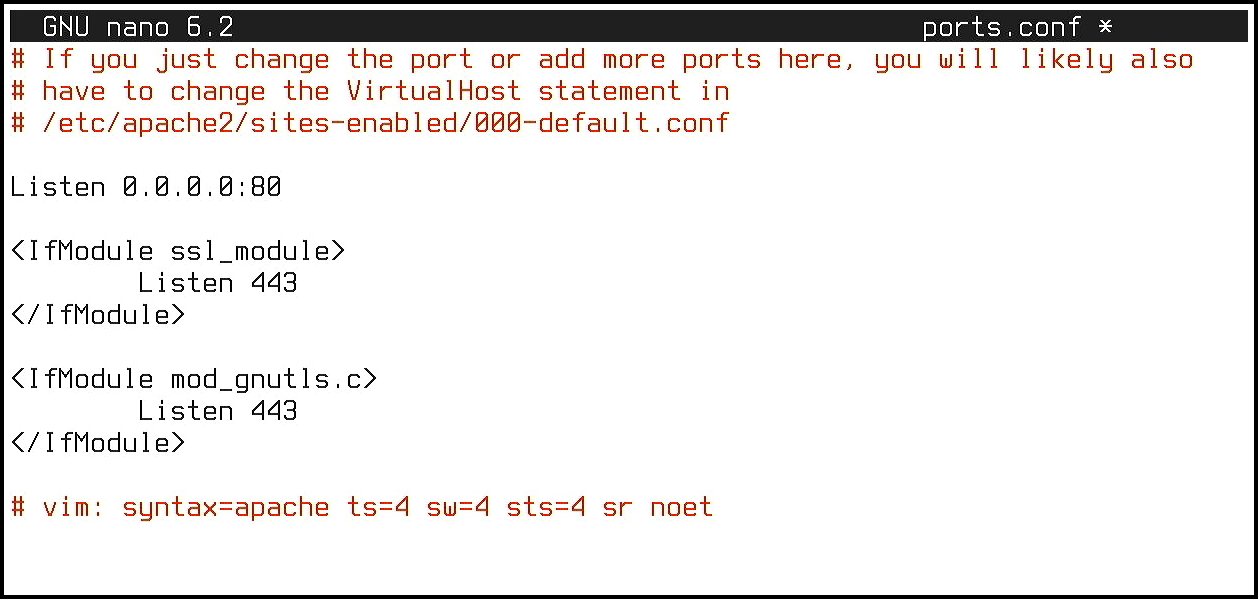 GNU nano 6.2 ports.conf *
# If you just change the port or add more ports here, you will likely also
# have to change the VirtualHost statement in
# /etc/apache2/sites-enabled/000-default.conf
Listen 0.0.0.0:80
<IfModule ssl_module>
Listen 443
</IfModule>
<IfModule mod_gnutls.c>
Listen 443
</IfModule>
# vim: syntax=apache ts=4 sw=4 sts=4 sr noet